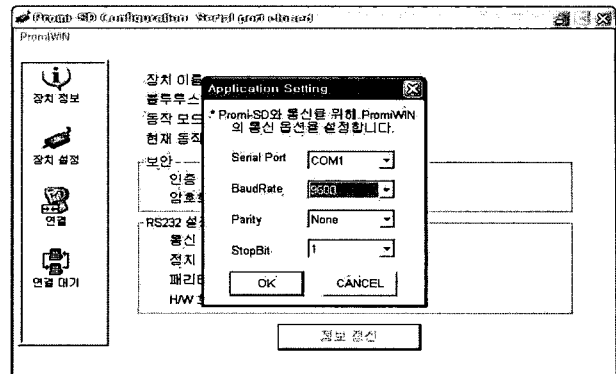 Promi-SD Configuration Serial port closed
PromiWIN
장치 정보
장치 설정
연결
연결 대기
장치 이름
블루투스
동작 모드
현재 동작
보안
인증
암호
RS232 설
통신
정치
패리
H/W
정보 갱신
Application Setting
* Promi-SD와 통신을 위해 PromiWIN
의 통신 옵션을 설정합니다.
Serial Port COM1
BaudRate 9600
Parity None
StopBit 1
OK CANCEL